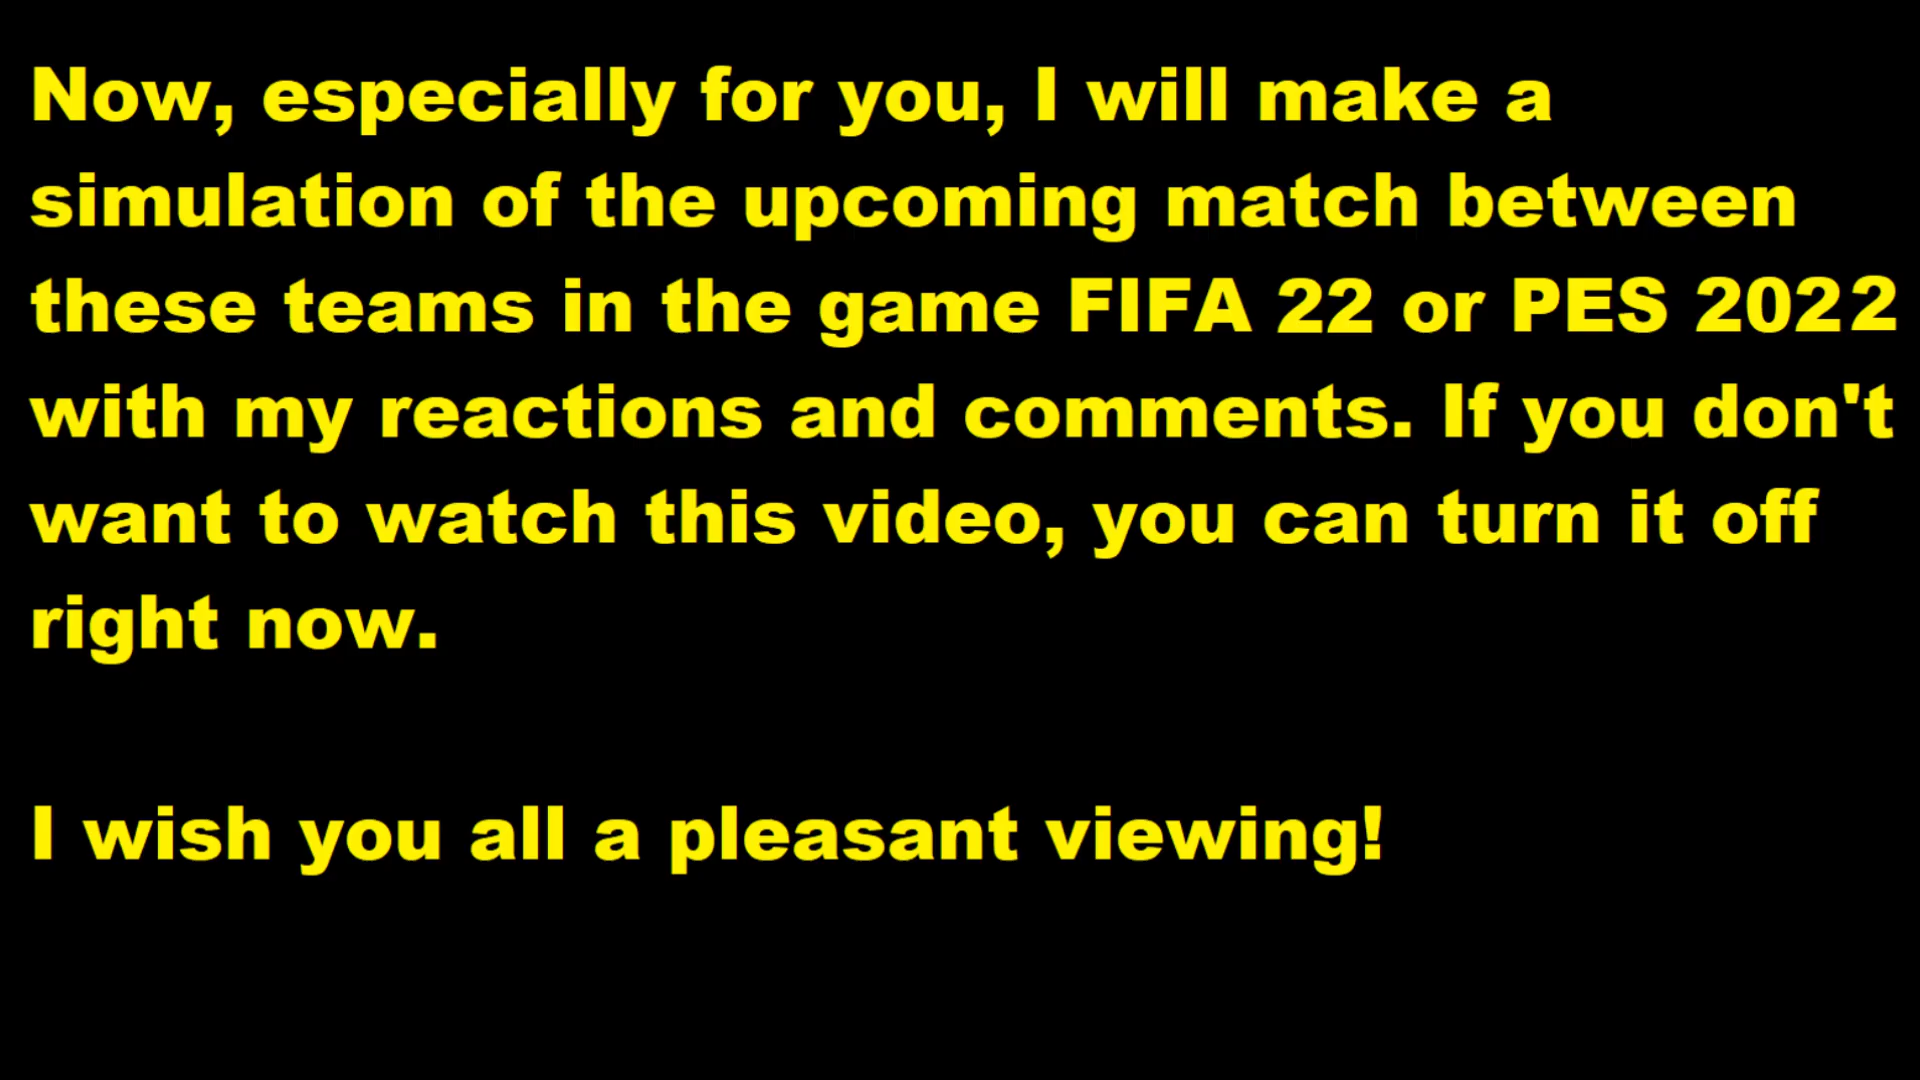 Now, especially for you, I will make a
simulation of the upcoming match between
these teams in the game FIFA 22 or PES 2022
with my reactions and comments. If you don't
want to watch this video, you can turn it off
right now.
I wish you all a pleasant viewing!